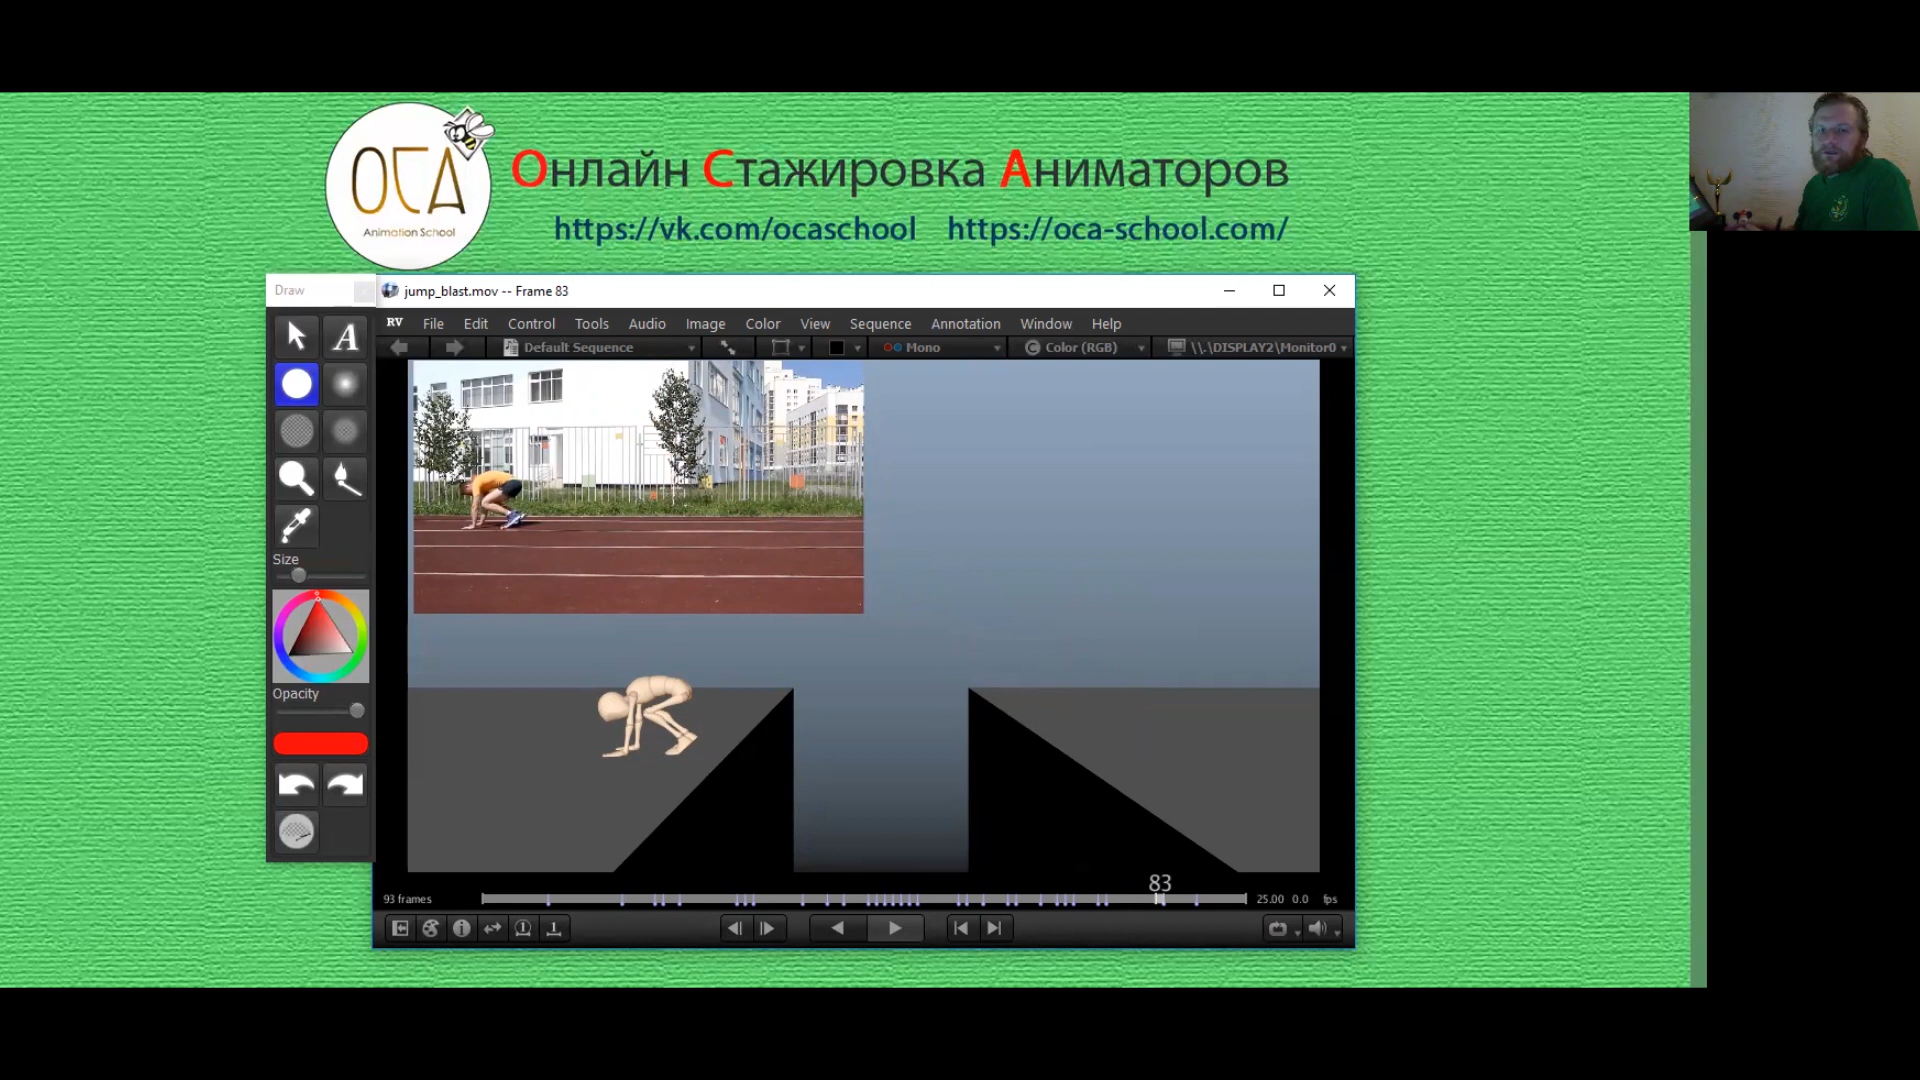 ОСА
Animation School
Онлайн Стажировка Аниматоров
https://vk.com/ocaschool https://oca-school.com/
Draw
jump_blast.mov -- Frame 83
RV File Edit Control Tools Audio Image Color View Sequence Annotation Window Help
Default Sequence Mono Color (RGB) \\.\DISPLAY2\Monitor0
A
Size
Opacity
83
93 frames 25.00 0.0 fps